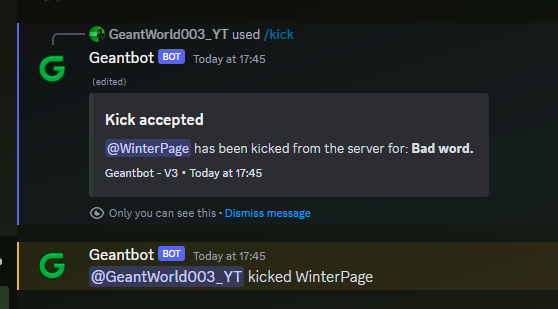 GeantWorld003_YT used /kick
Geantbot BOT Today at 17:45
(edited)
Kick accepted
@WinterPage has been kicked from the server for: Bad word.
Geantbot - V3 • Today at 17:45
Only you can see this • Dismiss message
Geantbot BOT Today at 17:45
@GeantWorld003_YT kicked WinterPage